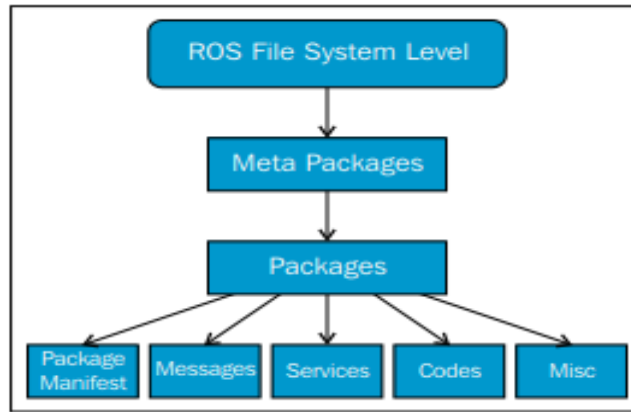 ROS File System Level
Meta Packages
Packages
Package
Manifest
Messages
Services
Codes
Misc